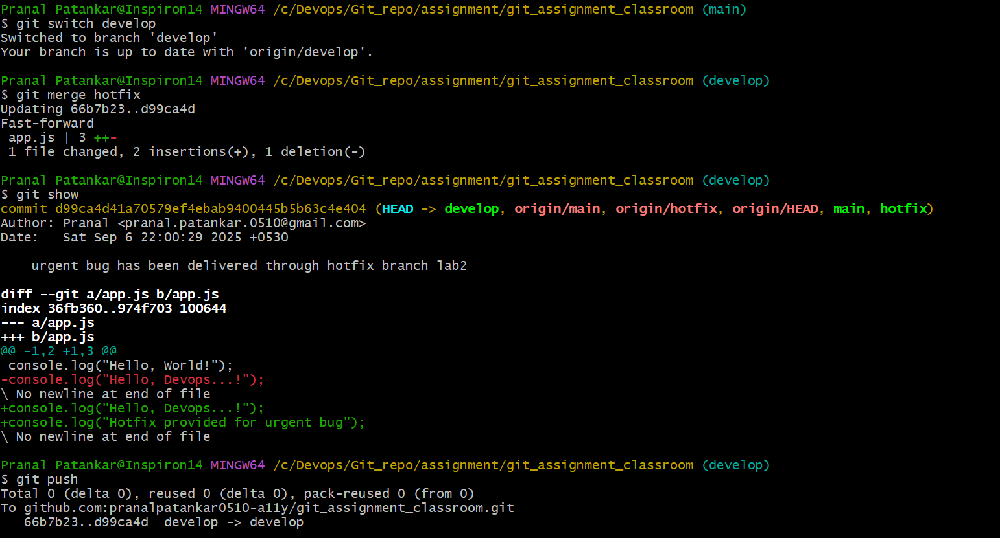 Pranal Patankar@Inspiron14 MINGW64 /c/Devops/Git_repo/assignment/git_assignment_classroom (main)
$ git switch develop
Switched to branch 'develop'
Your branch is up to date with 'origin/develop'.

Pranal Patankar@Inspiron14 MINGW64 /c/Devops/Git_repo/assignment/git_assignment_classroom (develop)
$ git merge hotfix
Updating 66b7b23..d99ca4d
Fast-forward
 app.js | 3 ++-
 1 file changed, 2 insertions(+), 1 deletion(-)

Pranal Patankar@Inspiron14 MINGW64 /c/Devops/Git_repo/assignment/git_assignment_classroom (develop)
$ git show
commit d99ca4d41a70579ef4ebab9400445b5b63c4e404 (HEAD -> develop, origin/main, origin/hotfix, origin/HEAD, main, hotfix)
Author: Pranal <pranal.patankar.0510@gmail.com>
Date:   Sat Sep 6 22:00:29 2025 +0530

    urgent bug has been delivered through hotfix branch lab2

diff --git a/app.js b/app.js
index 36fb360..974f703 100644
--- a/app.js
+++ b/app.js
@@ -1,2 +1,3 @@
 console.log("Hello, World!");
-console.log("Hello, Devops...!");
\ No newline at end of file
+console.log("Hello, Devops...!");
+console.log("Hotfix provided for urgent bug");
\ No newline at end of file

Pranal Patankar@Inspiron14 MINGW64 /c/Devops/Git_repo/assignment/git_assignment_classroom (develop)
$ git push
Total 0 (delta 0), reused 0 (delta 0), pack-reused 0 (from 0)
To github.com:pranalpatankar0510-a11y/git_assignment_classroom.git
   66b7b23..d99ca4d  develop -> develop